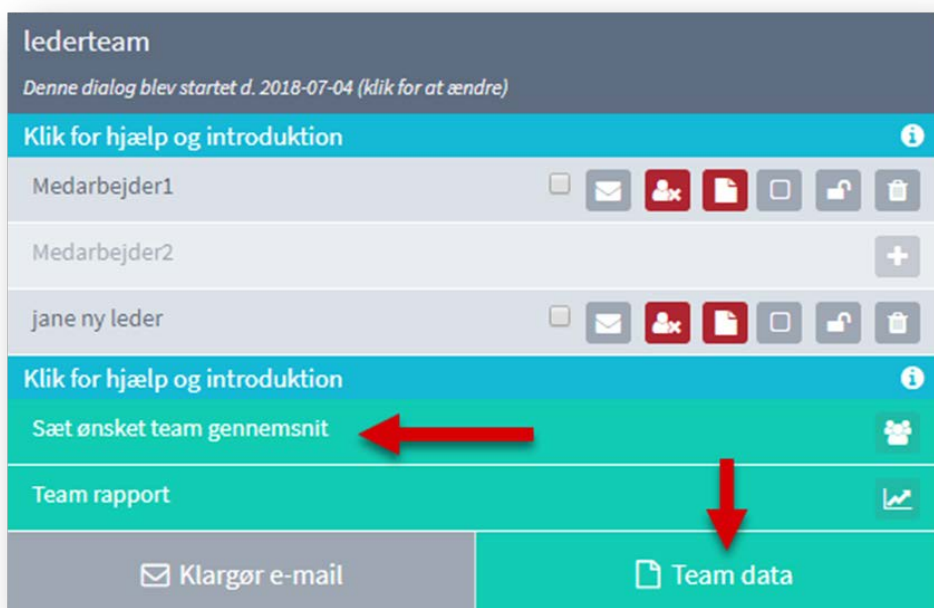 lederteam
Denne dialog blev startet d. 2018-07-04 (klik for at ændre)
Klik for hjælp og introduktion
Medarbejder1
Medarbejder2
jane ny leder
Klik for hjælp og introduktion
Sæt ønsket team gennemsnit
Team rapport
Klargør e-mail
Team data